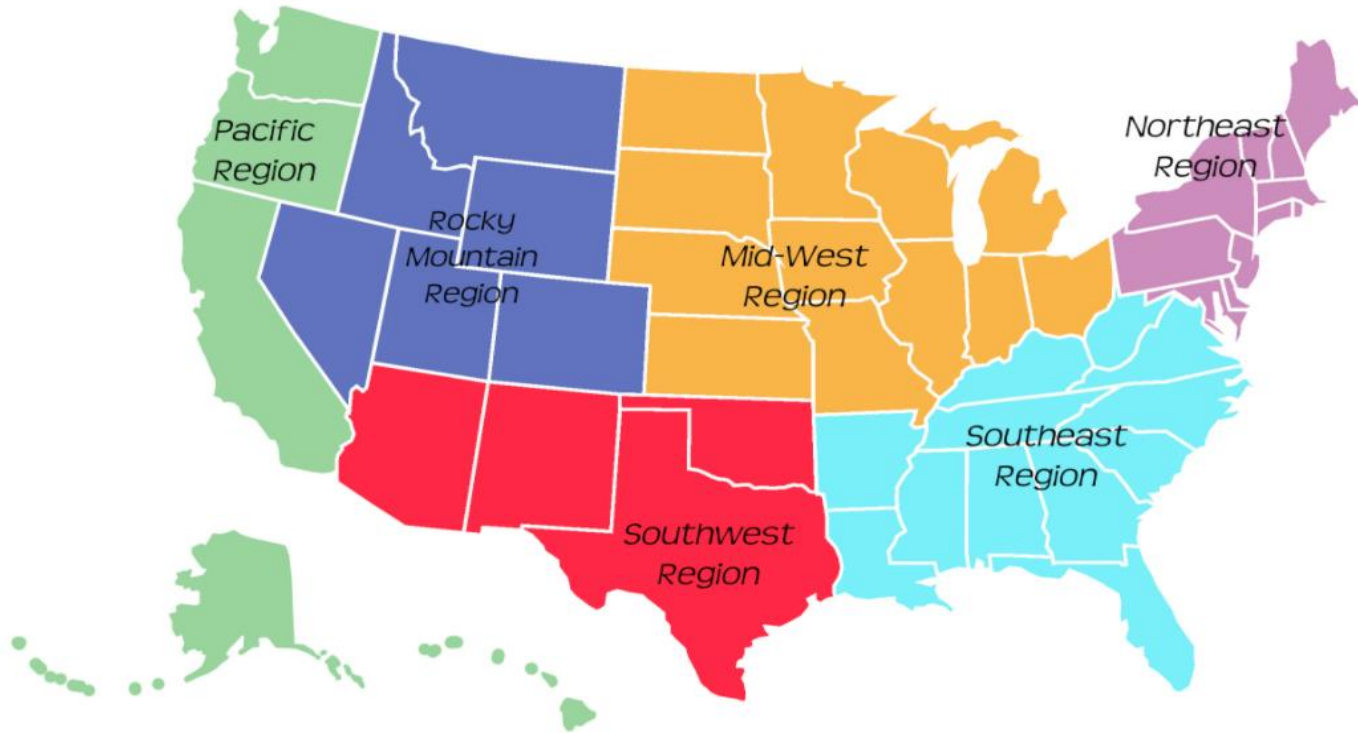 Pacific
Region
Rocky
Mountain
Region
Mid-West
Region
Northeast
Region
Southeast
Region
Southwest
Region